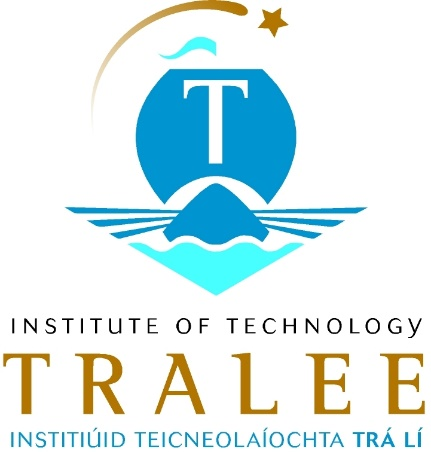 T
INSTITUTE OF TECHNOLOGY
TRALEE
INSTITIÚID TEICNEOLAÍOCHTA TRÁ LÍ